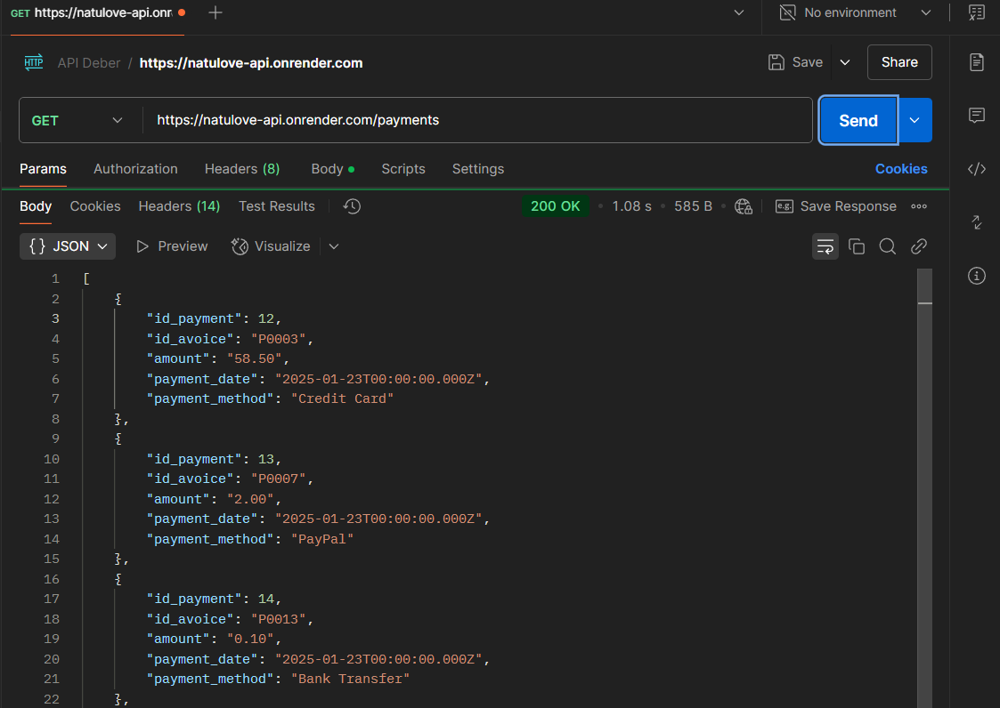 GET https://natulove-api.onr
No environment
API Deber / https://natulove-api.onrender.com
Save
Share
GET
https://natulove-api.onrender.com/payments
Send
Params Authorization Headers (8) Body Scripts Settings Cookies
Body Cookies Headers (14) Test Results 200 OK • 1.08 s • 585 B • e.g. Save Response
{} JSON Preview Visualize
1 [
2 {
3 "id_payment": 12,
4 "id_avoice": "P0003",
5 "amount": "58.50",
6 "payment_date": "2025-01-23T00:00:00.000Z",
7 "payment_method": "Credit Card"
8 },
9 {
10 "id_payment": 13,
11 "id_avoice": "P0007",
12 "amount": "2.00",
13 "payment_date": "2025-01-23T00:00:00.000Z",
14 "payment_method": "PayPal"
15 },
16 {
17 "id_payment": 14,
18 "id_avoice": "P0013",
19 "amount": "0.10",
20 "payment_date": "2025-01-23T00:00:00.000Z",
21 "payment_method": "Bank Transfer"
22 },